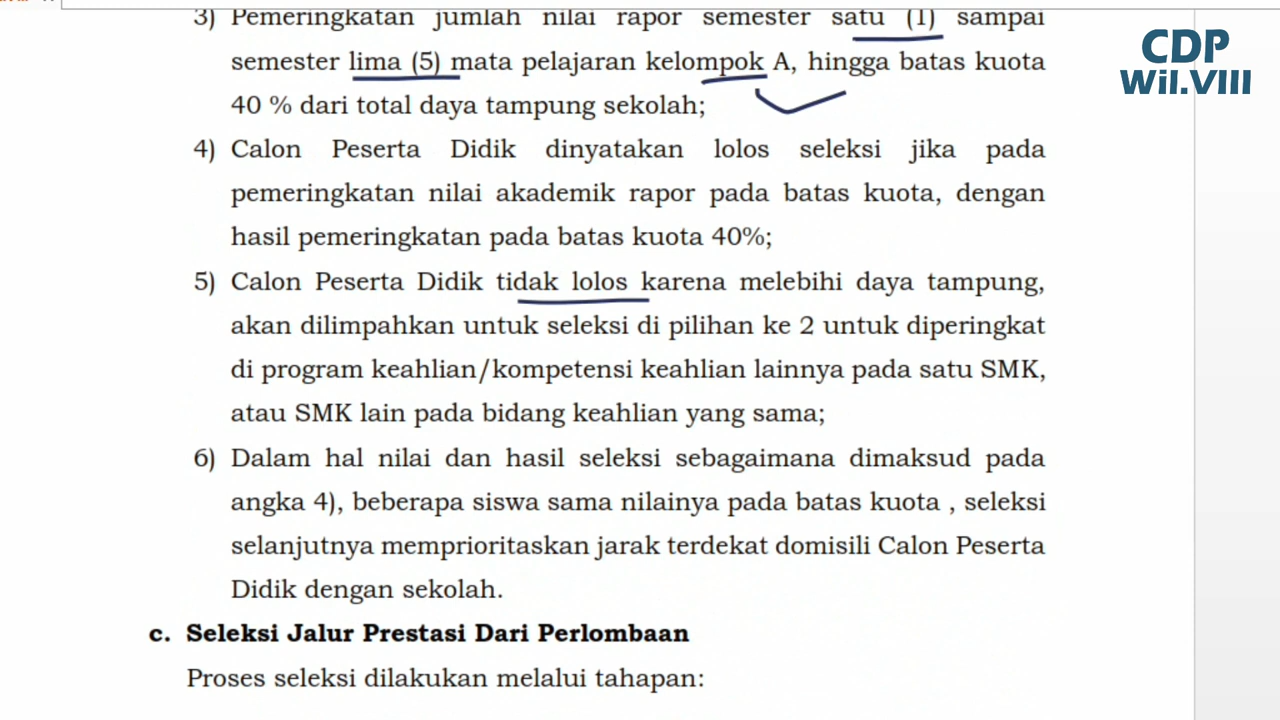 3) Pemeringkatan jumlah nilai rapor semester satu (1) sampai
semester lima (5) mata pelajaran kelompok A, hingga batas kuota
40 % dari total daya tampung sekolah;
4) Calon Peserta Didik dinyatakan lolos seleksi jika pada
pemeringkatan nilai akademik rapor pada batas kuota, dengan
hasil pemeringkatan pada batas kuota 40%;
5) Calon Peserta Didik tidak lolos karena melebihi daya tampung,
akan dilimpahkan untuk seleksi di pilihan ke 2 untuk diperingkat
di program keahlian/kompetensi keahlian lainnya pada satu SMK,
atau SMK lain pada bidang keahlian yang sama;
6) Dalam hal nilai dan hasil seleksi sebagaimana dimaksud pada
angka 4), beberapa siswa sama nilainya pada batas kuota , seleksi
selanjutnya memprioritaskan jarak terdekat domisili Calon Peserta
Didik dengan sekolah.
c. Seleksi Jalur Prestasi Dari Perlombaan
Proses seleksi dilakukan melalui tahapan:
CDP
Wil.VIII